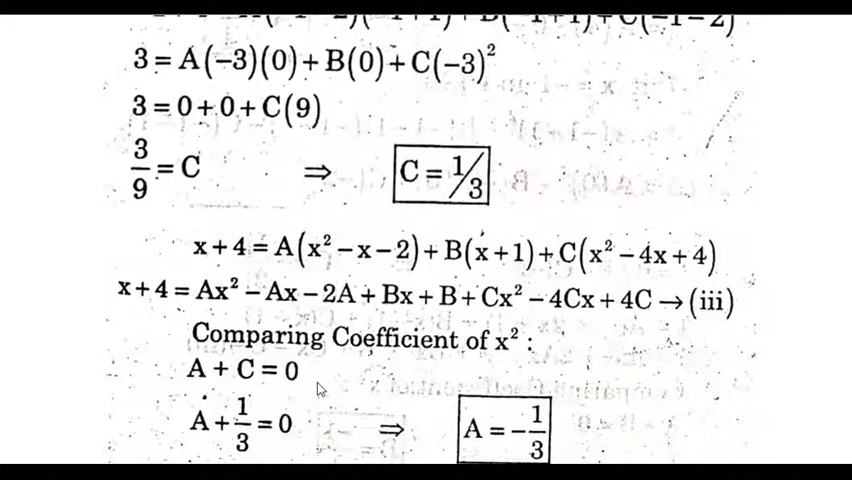 3 = A(−3)(0) + B(0) + C(−3)²
3 = 0 + 0 + C(9)
3/9 = C ⇒ C = 1/3
x + 4 = A(x² − x − 2) + B(x + 1) + C(x² − 4x + 4)
x + 4 = Ax² − Ax − 2A + Bx + B + Cx² − 4Cx + 4C → (iii)
Comparing Coefficient of x² :
A + C = 0
A + 1/3 = 0 ⇒ A = −1/3